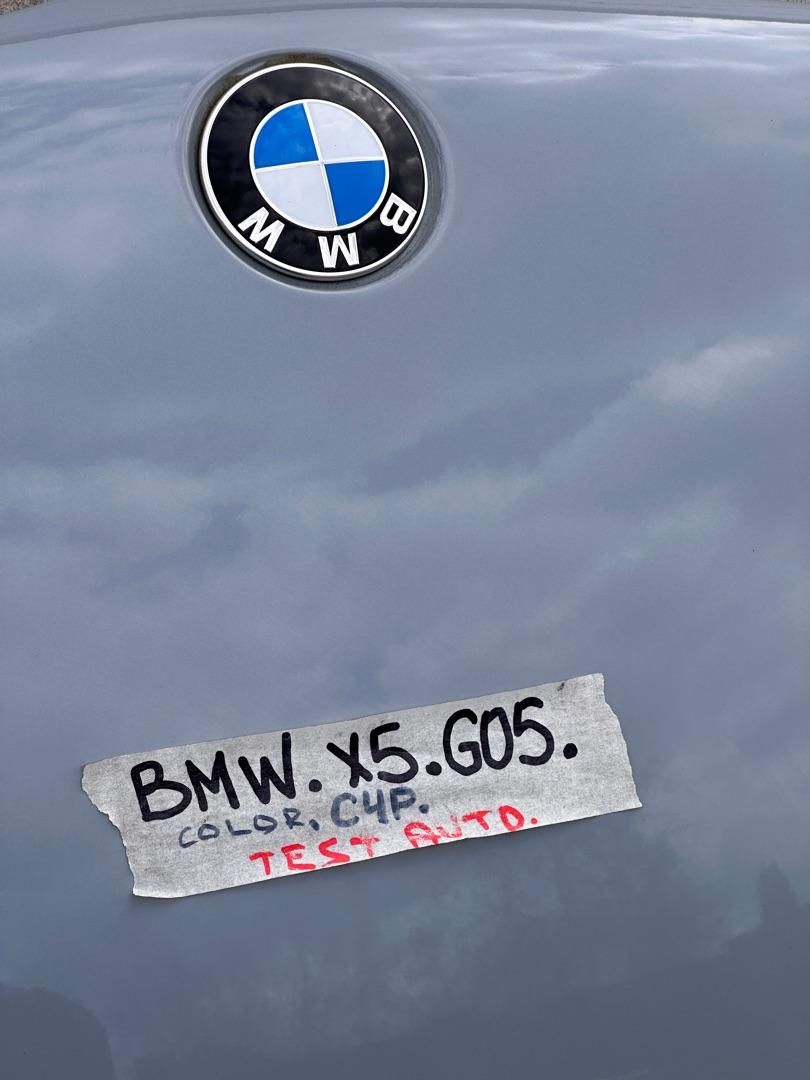 BMW
BMW. X5. G05.
COLOR. C4P.
TEST AUTO.